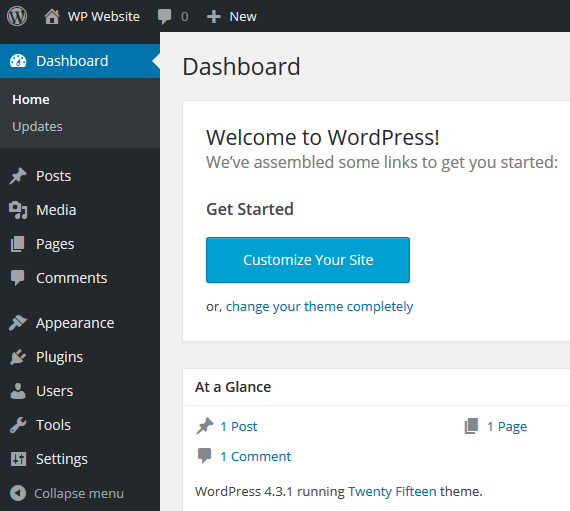 WP Website 0 New
Dashboard
Home
Updates
Posts
Media
Pages
Comments
Appearance
Plugins
Users
Tools
Settings
Collapse menu
Dashboard
Welcome to WordPress!
We’ve assembled some links to get you started:
Get Started
Customize Your Site
or, change your theme completely
At a Glance
1 Post 1 Page
1 Comment
WordPress 4.3.1 running Twenty Fifteen theme.